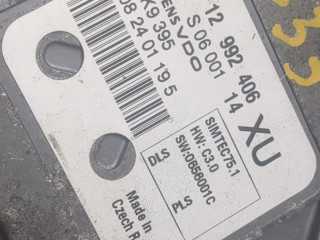 12 992 406
S 06 001 14
VDO
K9 395
08 24 01 19 5
XU
SIMTEC75.1
HW: C3.0
SW:0656001C
DLS
PLS
Made in
Czech R